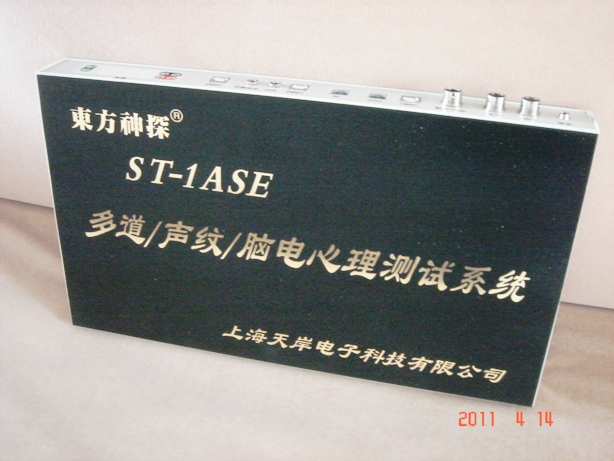 東方神探®
ST-1ASE
多道/声纹/脑电心理测试系统
上海天岸电子科技有限公司
2011 4 14